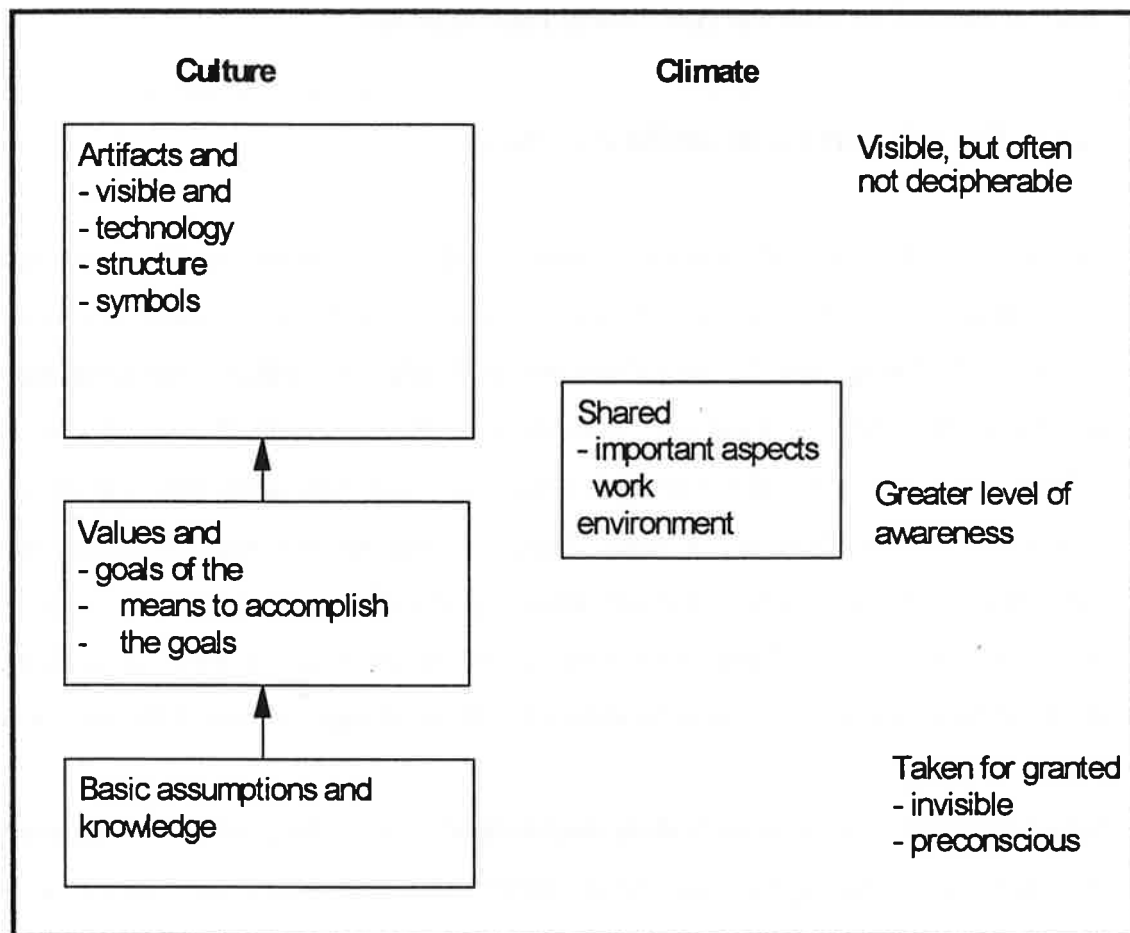 Culture
Climate
Artifacts and
- visible and
- technology
- structure
- symbols
Visible, but often
not decipherable
Shared
- important aspects
work
environment
Greater level of
awareness
Values and
- goals of the
- means to accomplish
- the goals
Basic assumptions and
knowledge
Taken for granted
- invisible
- preconscious